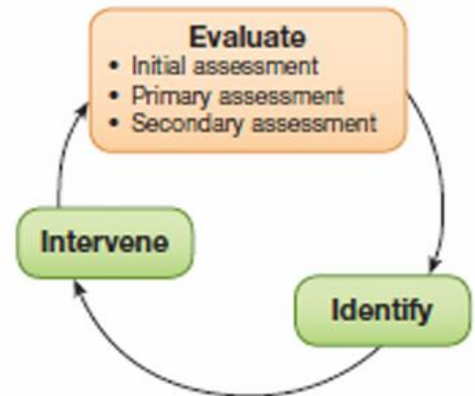 Evaluate
• Initial assessment
• Primary assessment
• Secondary assessment
Intervene
Identify